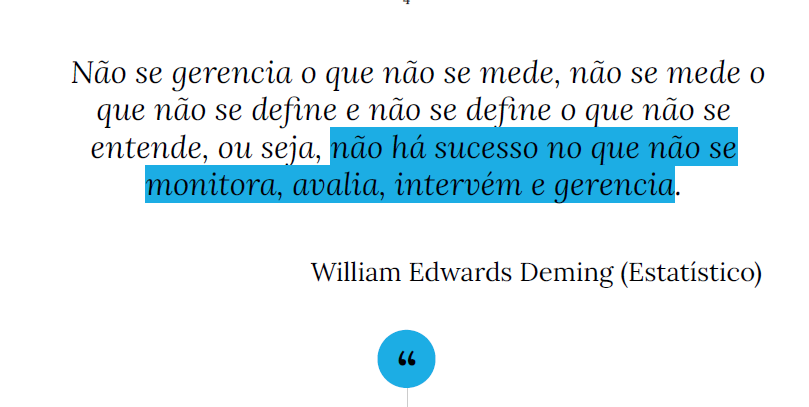 Não se gerencia o que não se mede, não se mede o
que não se define e não se define o que não se
entende, ou seja, não há sucesso no que não se
monitora, avalia, intervém e gerencia.
William Edwards Deming (Estatístico)
“